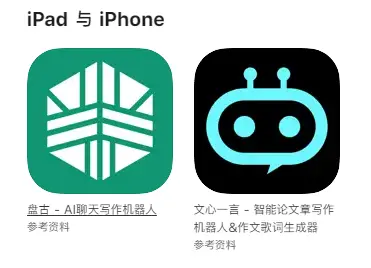 iPad 与 iPhone
盘古 - AI聊天写作机器人
参考资料
文心一言 - 智能论文章写作
机器人&作文歌词生成器
参考资料